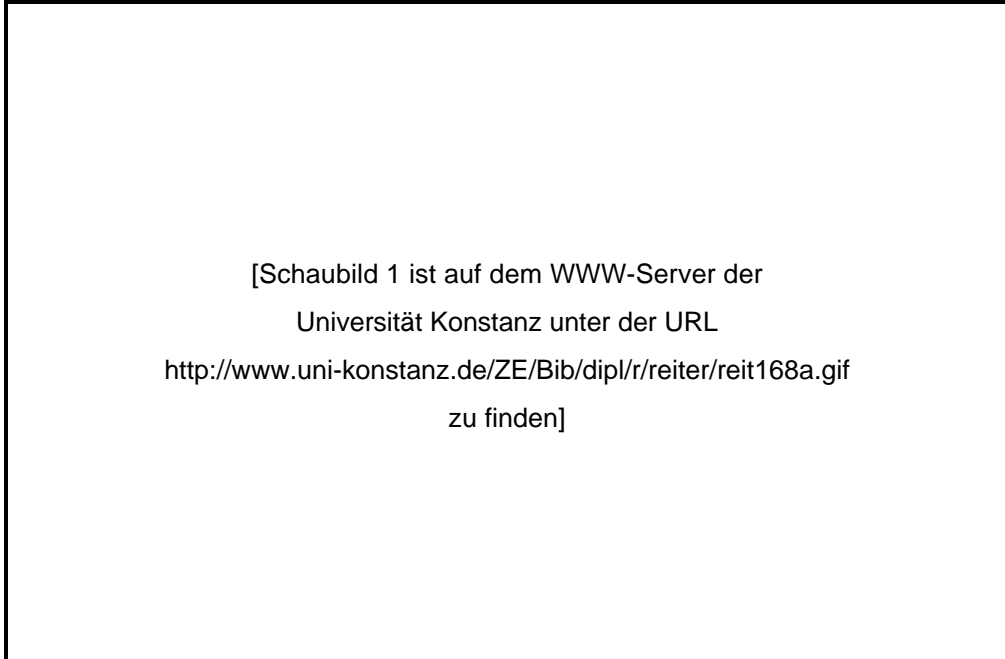 [Schaubild 1 ist auf dem WWW-Server der
Universität Konstanz unter der URL
http://www.uni-konstanz.de/ZE/Bib/dipl/r/reiter/reit168a.gif
zu finden]